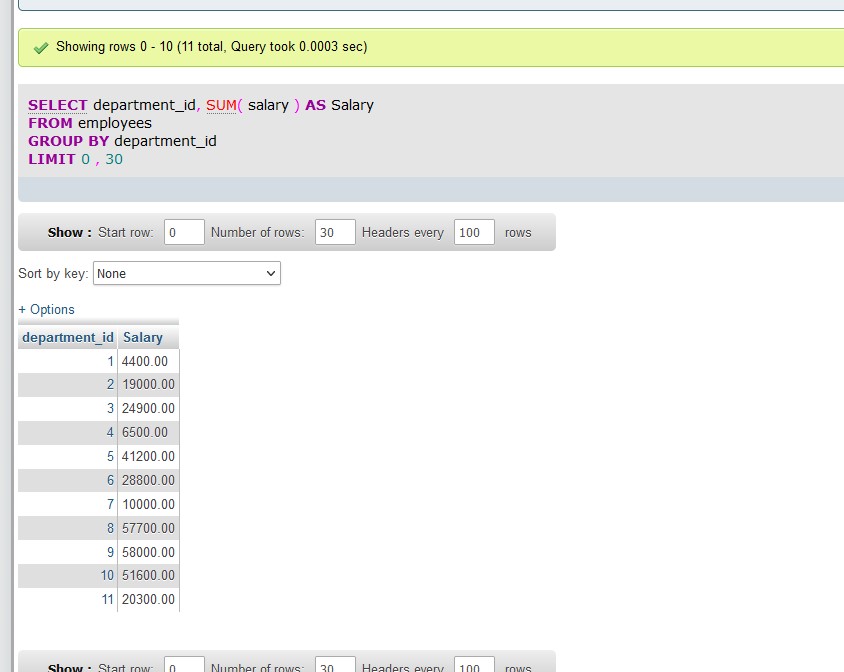 Showing rows 0 - 10 (11 total, Query took 0.0003 sec)
SELECT department_id, SUM( salary ) AS Salary
FROM employees
GROUP BY department_id
LIMIT 0 , 30
Show : Start row: 0 Number of rows: 30 Headers every 100 rows
Sort by key: None
+ Options
department_id Salary
1 4400.00
2 19000.00
3 24900.00
4 6500.00
5 41200.00
6 28800.00
7 10000.00
8 57700.00
9 58000.00
10 51600.00
11 20300.00
Show : Start row: 0 Number of rows: 30 Headers every 100 rows